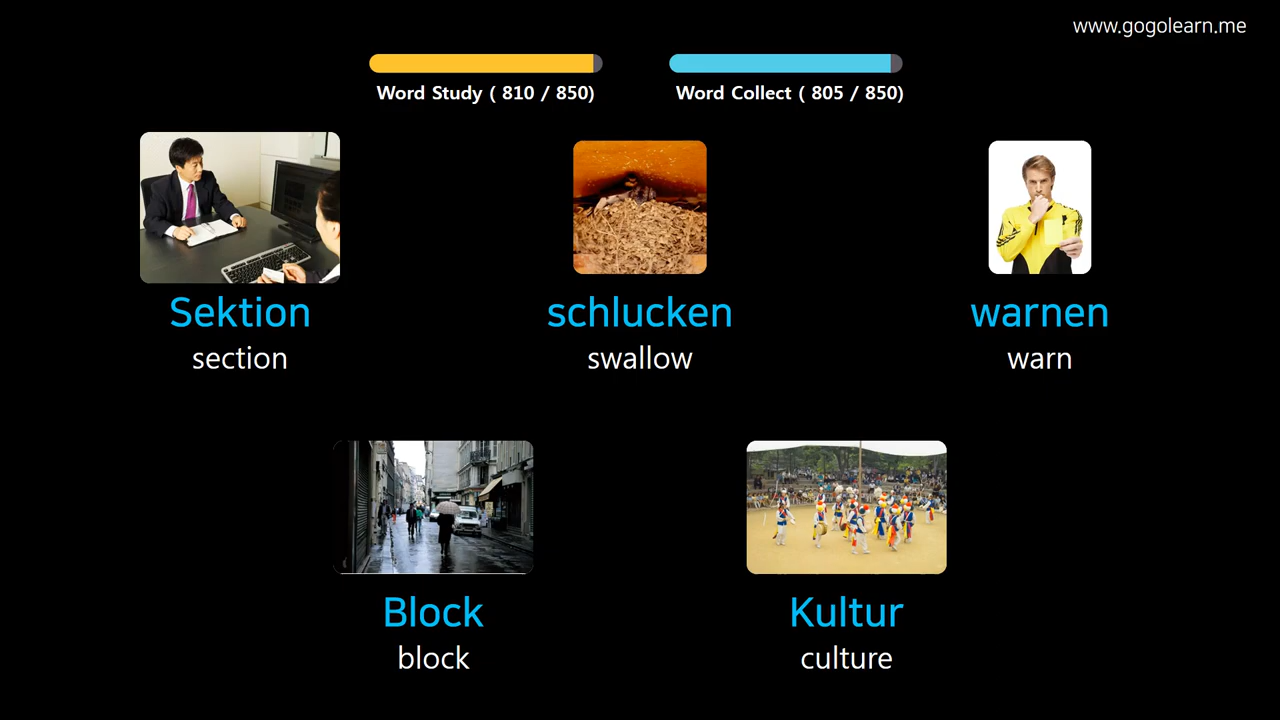 www.gogolearn.me
Word Study ( 810 / 850)
Word Collect ( 805 / 850)
Sektion
section
schlucken
swallow
warnen
warn
Block
block
Kultur
culture